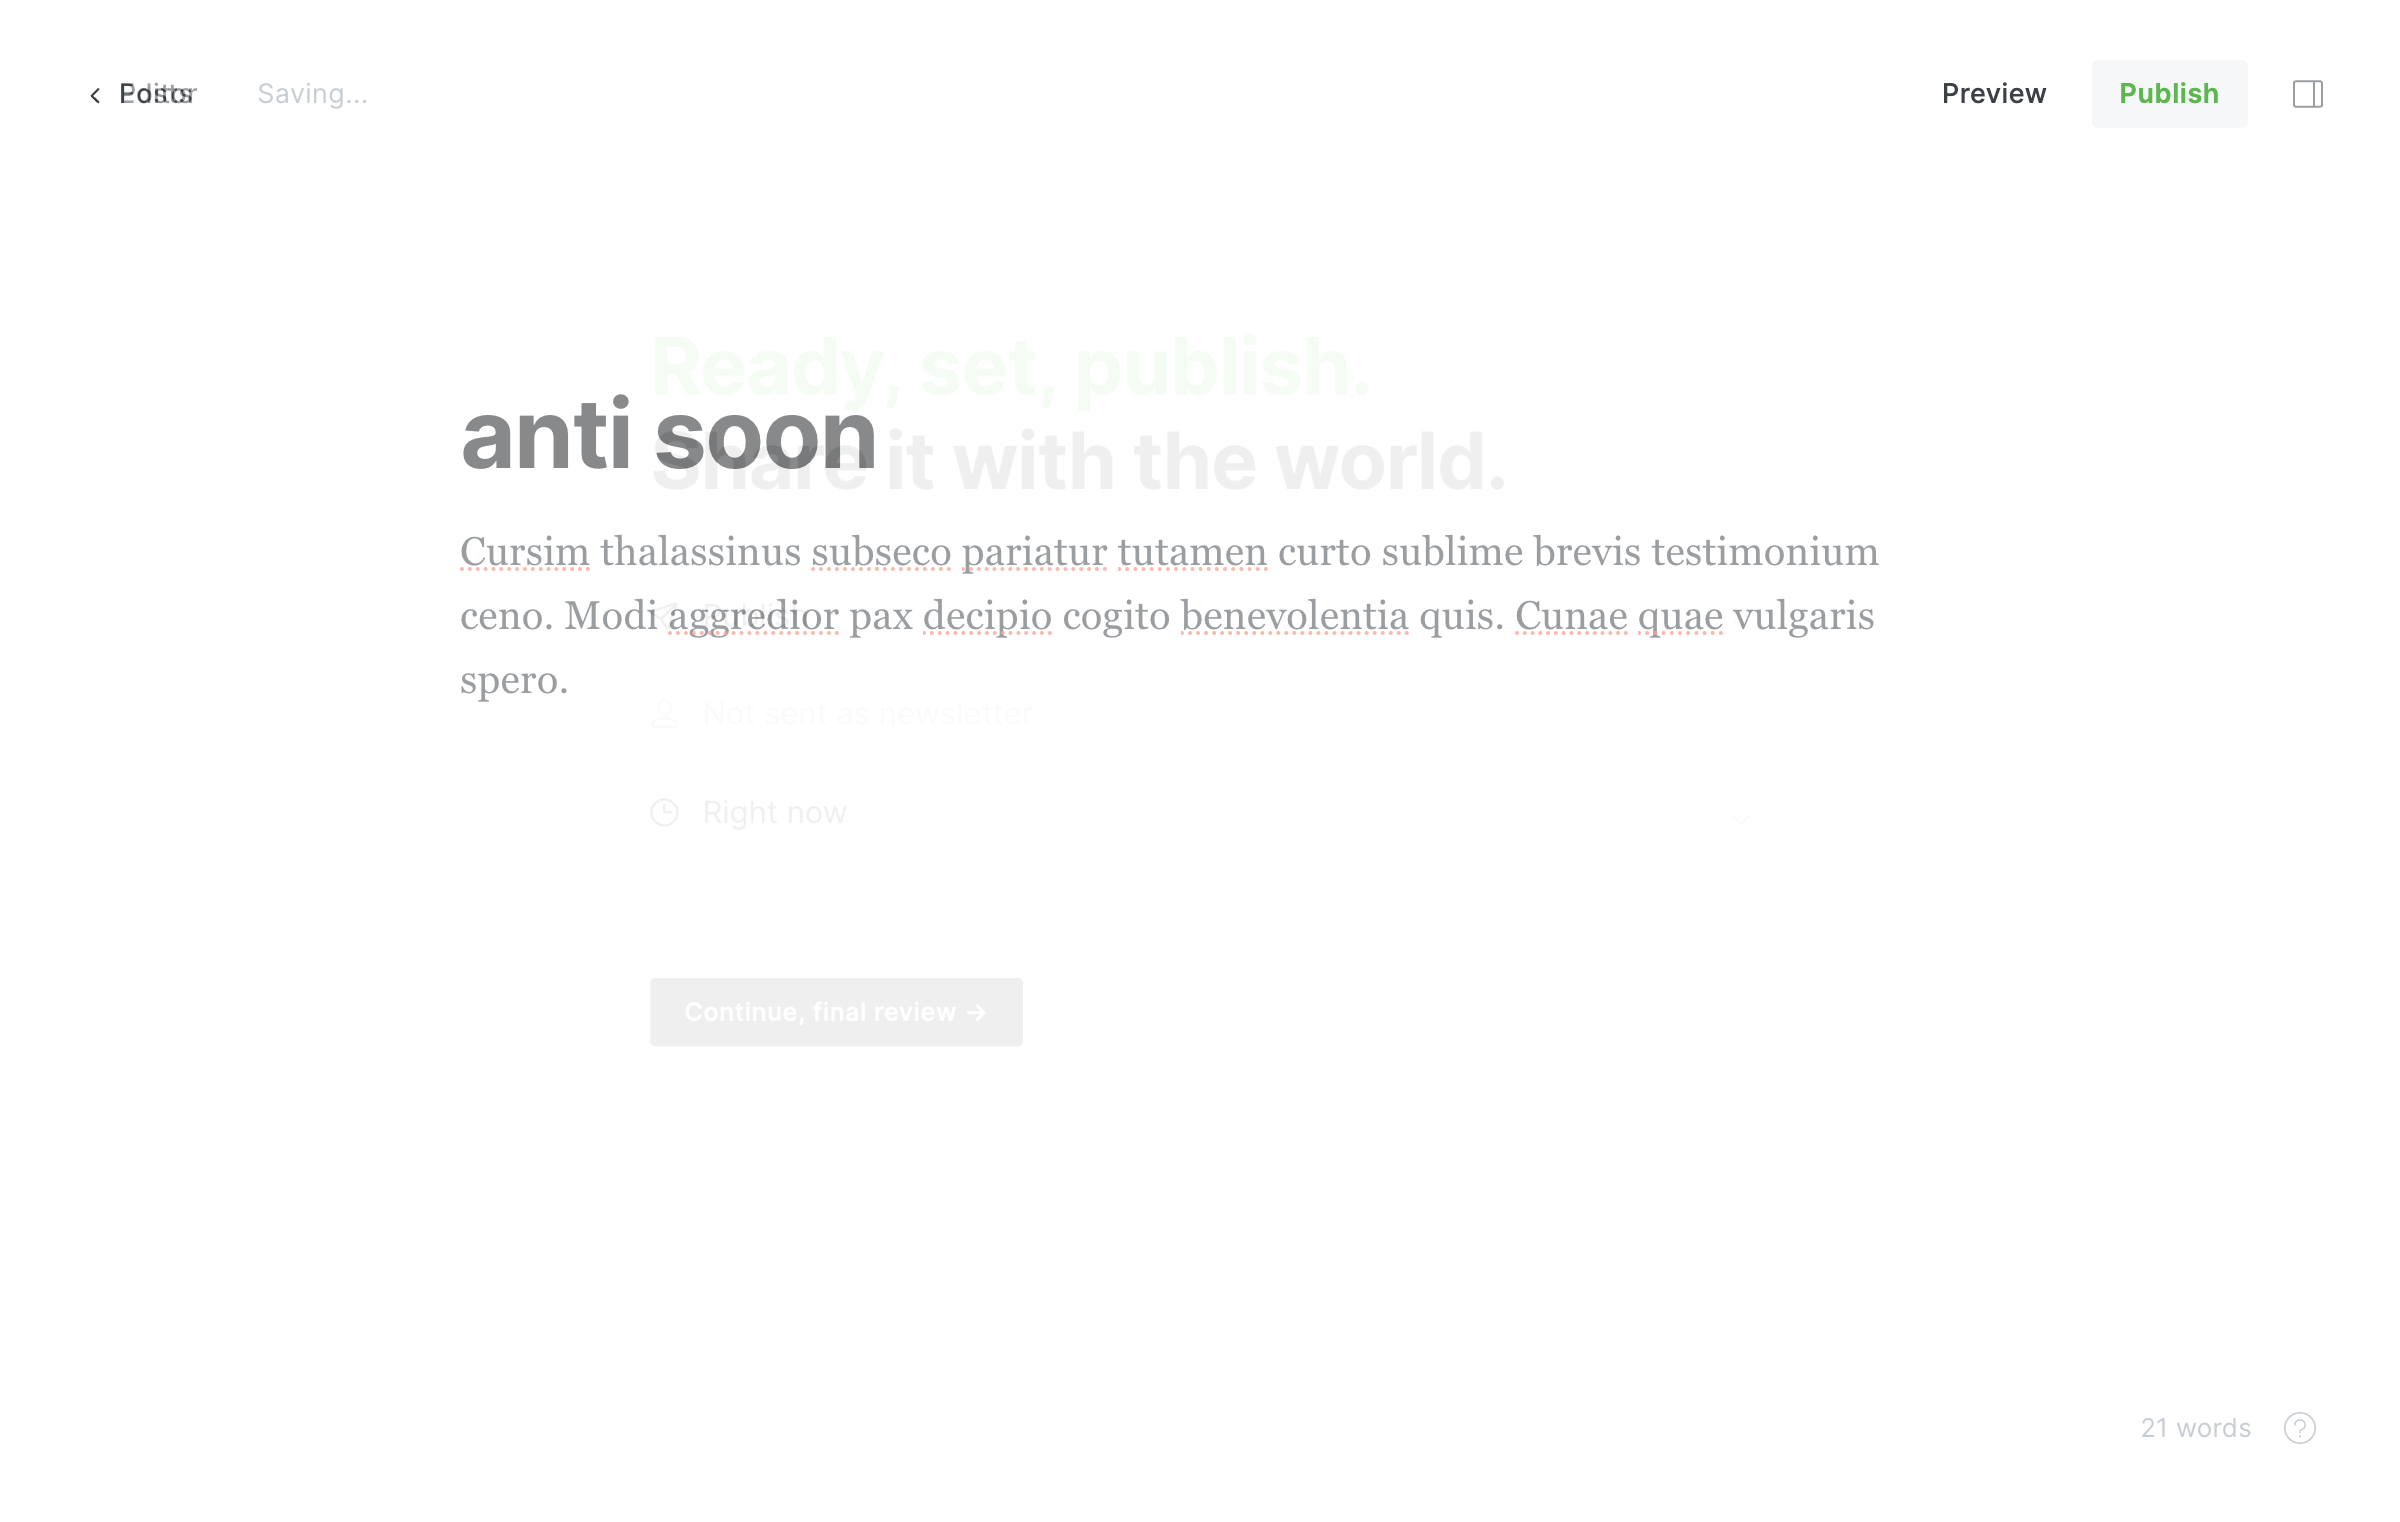 Posts
Editor
Saving...
Preview
Publish
Ready, set, publish.
anti soon
Share it with the world.
Cursim thalassinus subseco pariatur tutamen curto sublime brevis testimonium
ceno. Modi aggredior pax decipio cogito benevolentia quis. Cunae quae vulgaris
spero.
Publish
Not sent as newsletter
Right now
Continue, final review →
21 words